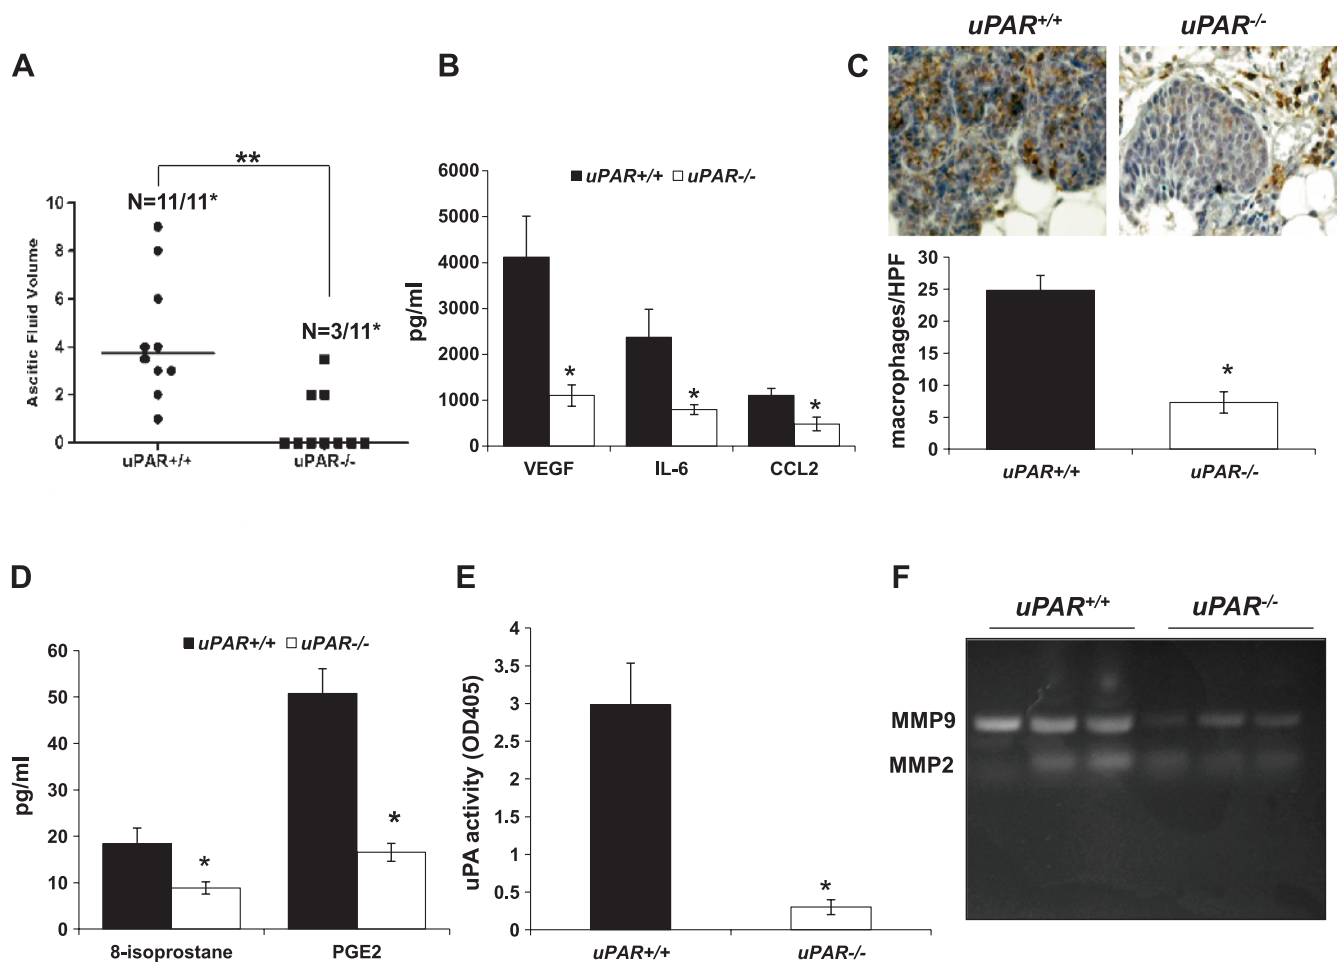 A
**
N=11/11*
N=3/11*
Ascitic Fluid Volume
10
8
6
4
2
0
uPAR+/+
uPAR-/-
B
uPAR+/+
uPAR-/-
pg/ml
6000
5000
4000
3000
2000
1000
0
*
*
*
VEGF
IL-6
CCL2
C
uPAR+/+
uPAR-/-
macrophages/HPF
30
25
20
15
10
5
0
*
uPAR+/+
uPAR-/-
D
uPAR+/+
uPAR-/-
pg/ml
60
50
40
30
20
10
0
*
*
8-isoprostane
PGE2
E
uPA activity (OD405)
4
3.5
3
2.5
2
1.5
1
0.5
0
*
uPAR+/+
uPAR-/-
F
uPAR+/+
uPAR-/-
MMP9
MMP2